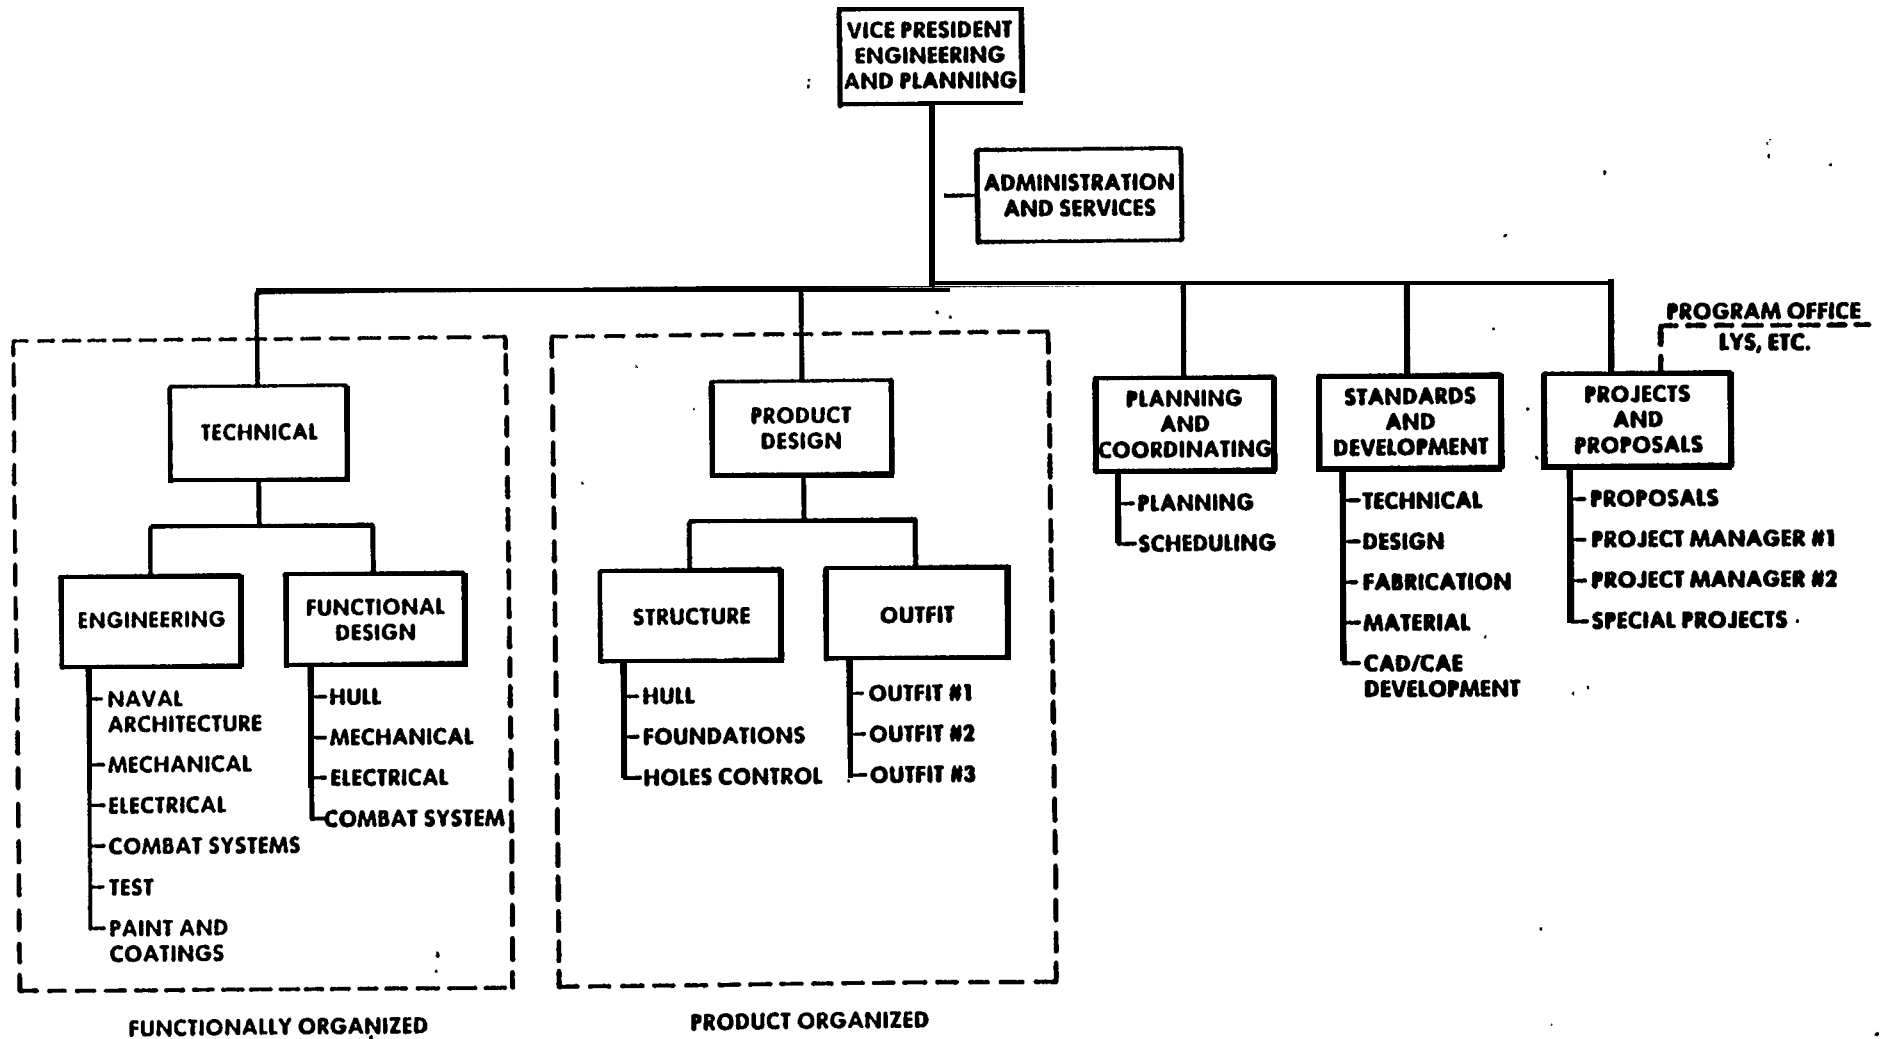 VICE PRESIDENT
ENGINEERING
AND PLANNING
ADMINISTRATION
AND SERVICES
PROGRAM OFFICE
LYS, ETC.
TECHNICAL
PRODUCT
DESIGN
PLANNING
AND
COORDINATING
STANDARDS
AND
DEVELOPMENT
PROJECTS
AND
PROPOSALS
ENGINEERING
NAVAL
ARCHITECTURE
MECHANICAL
ELECTRICAL
COMBAT SYSTEMS
TEST
PAINT AND
COATINGS
FUNCTIONAL
DESIGN
HULL
MECHANICAL
ELECTRICAL
COMBAT SYSTEM
STRUCTURE
HULL
FOUNDATIONS
HOLES CONTROL
OUTFIT
OUTFIT #1
OUTFIT #2
OUTFIT #3
PLANNING
SCHEDULING
TECHNICAL
DESIGN
FABRICATION
MATERIAL
CAD/CAE
DEVELOPMENT
PROPOSALS
PROJECT MANAGER #1
PROJECT MANAGER #2
SPECIAL PROJECTS
FUNCTIONALLY ORGANIZED
PRODUCT ORGANIZED